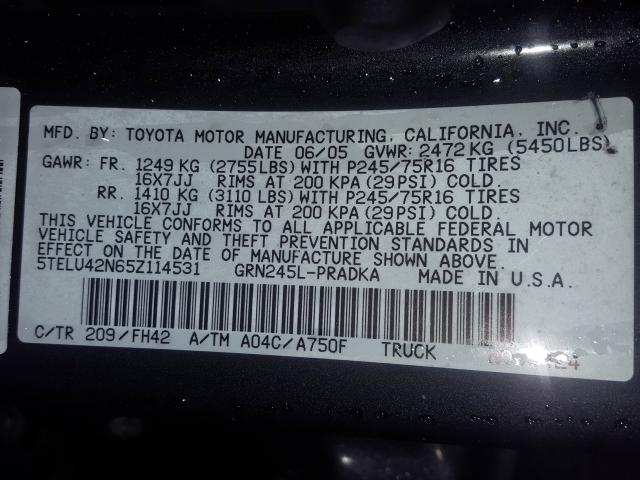 MFD. BY: TOYOTA MOTOR MANUFACTURING, CALIFORNIA, INC.
DATE 06/05 GVWR: 2472 KG (5450LBS)
GAWR: FR. 1249 KG (2755LBS) WITH P245/75R16 TIRES
16X7JJ RIMS AT 200 KPA (29PSI) COLD.
RR. 1410 KG (3110 LBS) WITH P245/75R16 TIRES
16X7JJ RIMS AT 200 KPA (29 PSI) COLD.
THIS VEHICLE CONFORMS TO ALL APPLICABLE FEDERAL MOTOR
VEHICLE SAFETY AND THEFT PREVENTION STANDARDS IN
EFFECT ON THE DATE OF MANUFACTURE SHOWN ABOVE.
5TELU42N65Z114531 GRN245L-PRADKA MADE IN U.S.A.
C/TR 209/FH42 A/TM A04C/A750F TRUCK